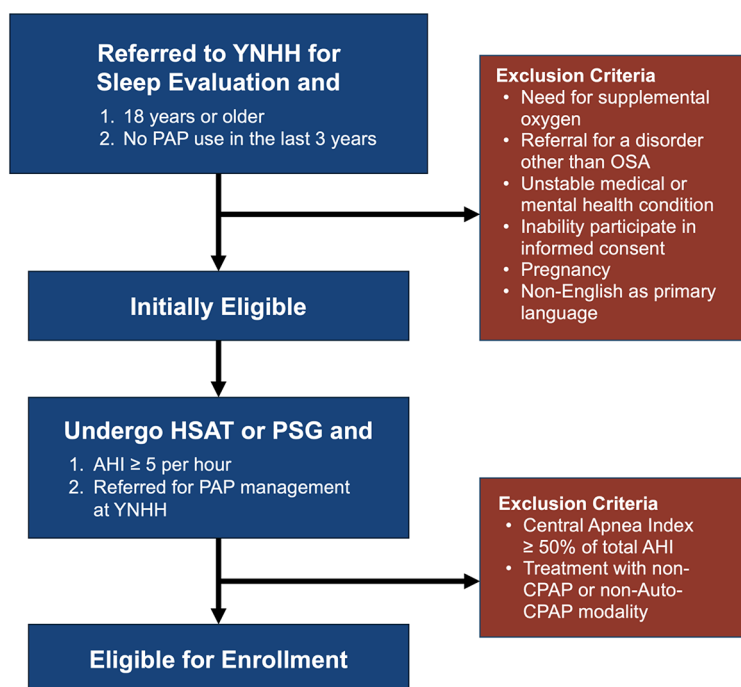 Referred to YNHH for
Sleep Evaluation and
1. 18 years or older
2. No PAP use in the last 3 years
Exclusion Criteria
• Need for supplemental
oxygen
• Referral for a disorder
other than OSA
• Unstable medical or
mental health condition
• Inability participate in
informed consent
• Pregnancy
• Non-English as primary
language
Initially Eligible
Undergo HSAT or PSG and
1. AHI ≥ 5 per hour
2. Referred for PAP management
at YNHH
Exclusion Criteria
• Central Apnea Index
≥ 50% of total AHI
• Treatment with non-
CPAP or non-Auto-
CPAP modality
Eligible for Enrollment